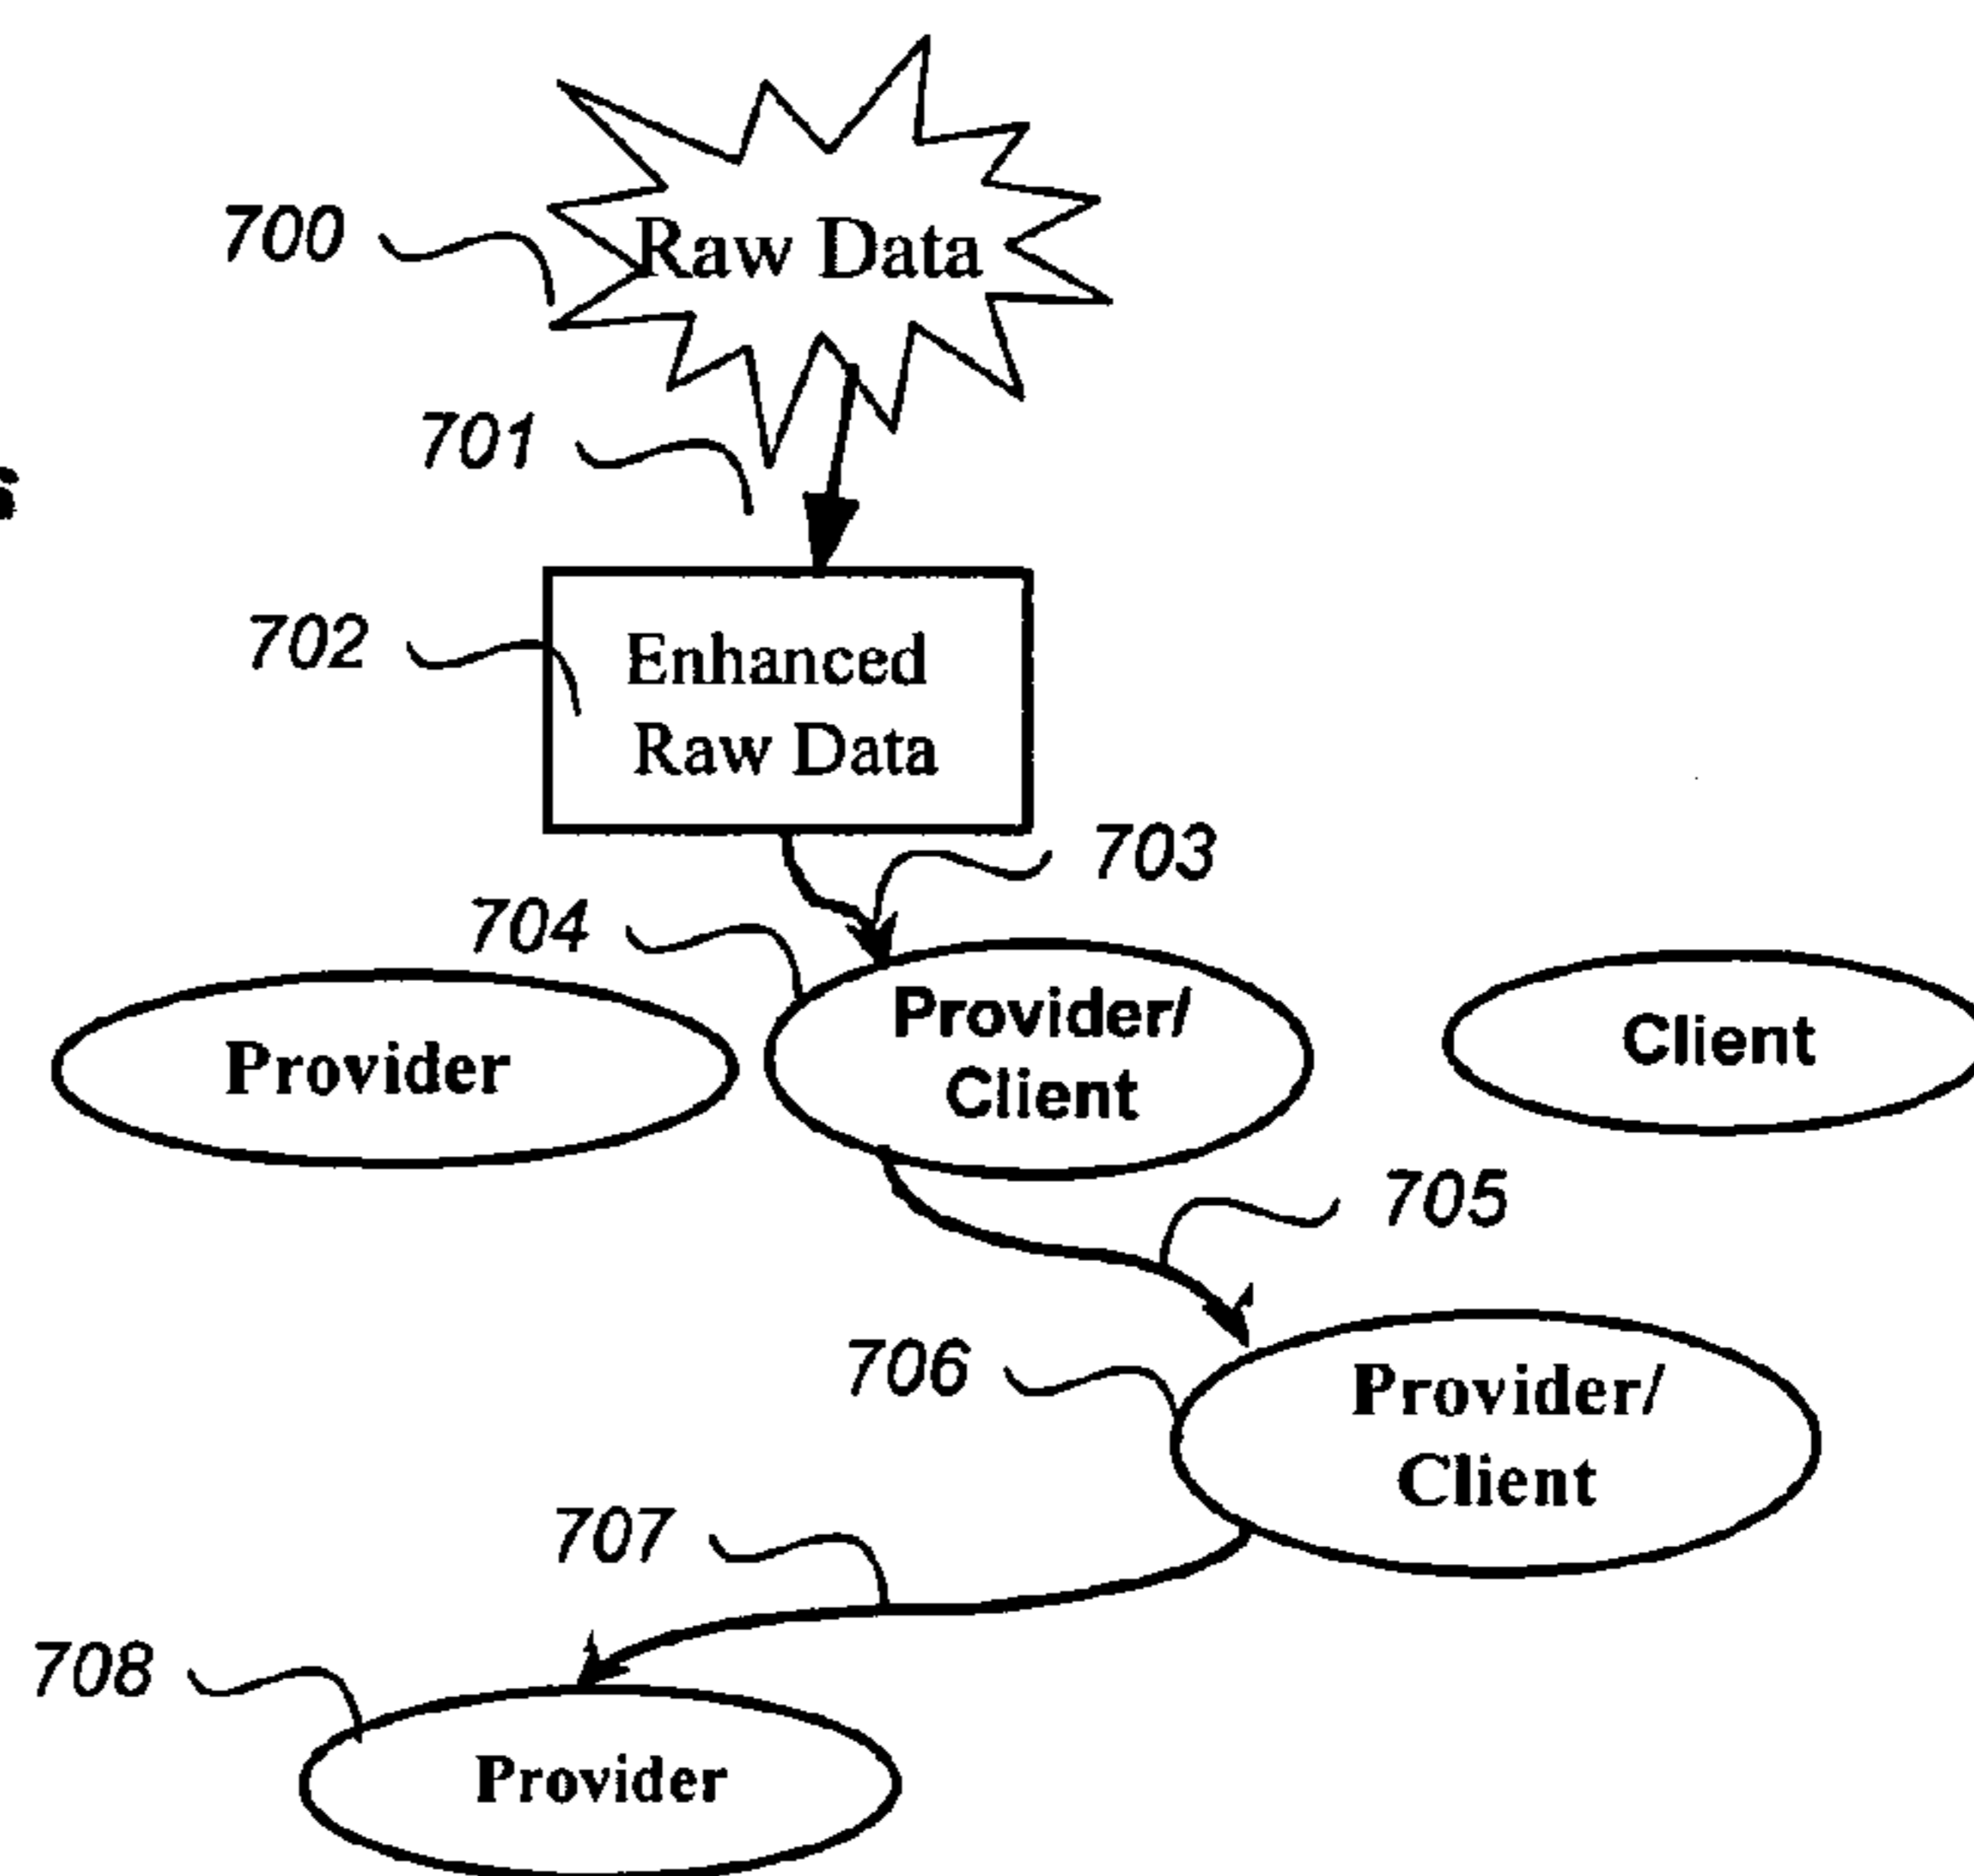 700
Raw Data
701
702
Enhanced
Raw Data
703
704
Provider
Provider/
Client
Client
705
706
Provider/
Client
707
708
Provider